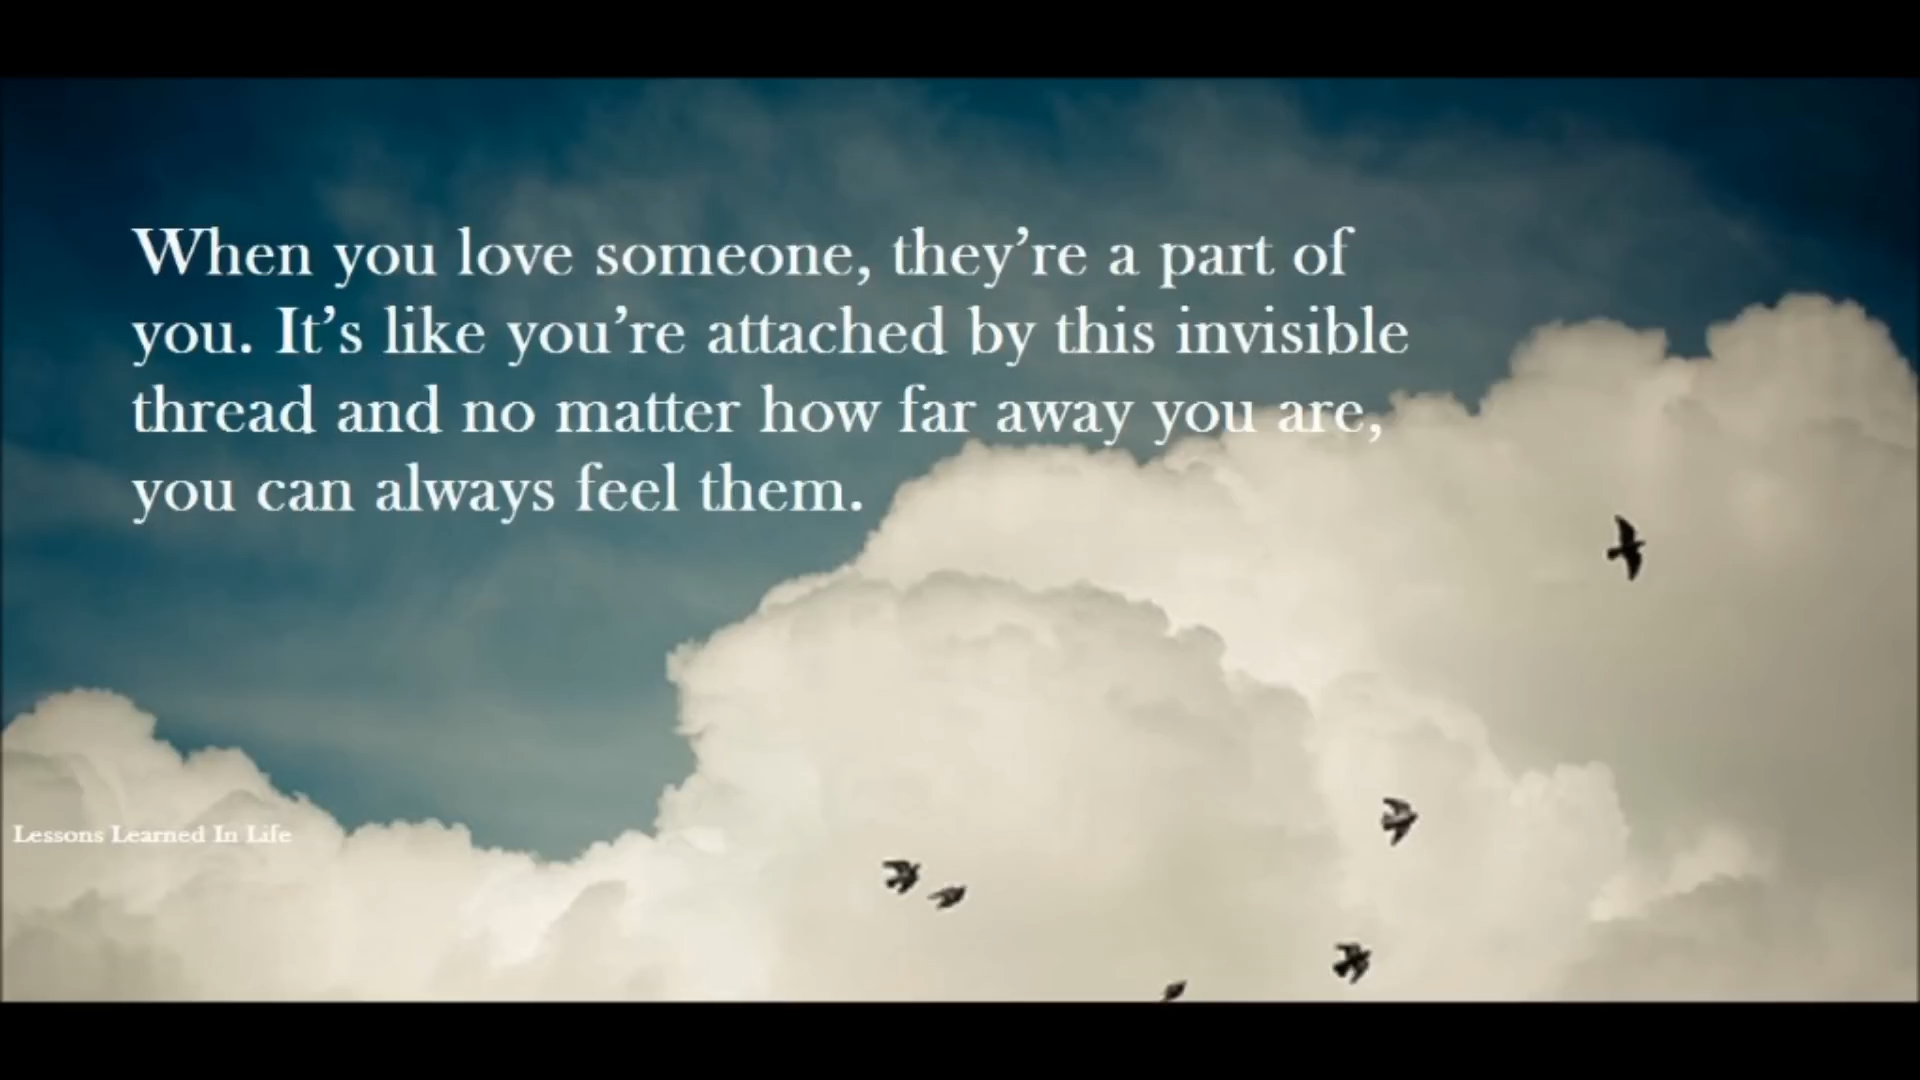 When you love someone, they’re a part of
you. It’s like you’re attached by this invisible
thread and no matter how far away you are,
you can always feel them.
Lessons Learned In Life